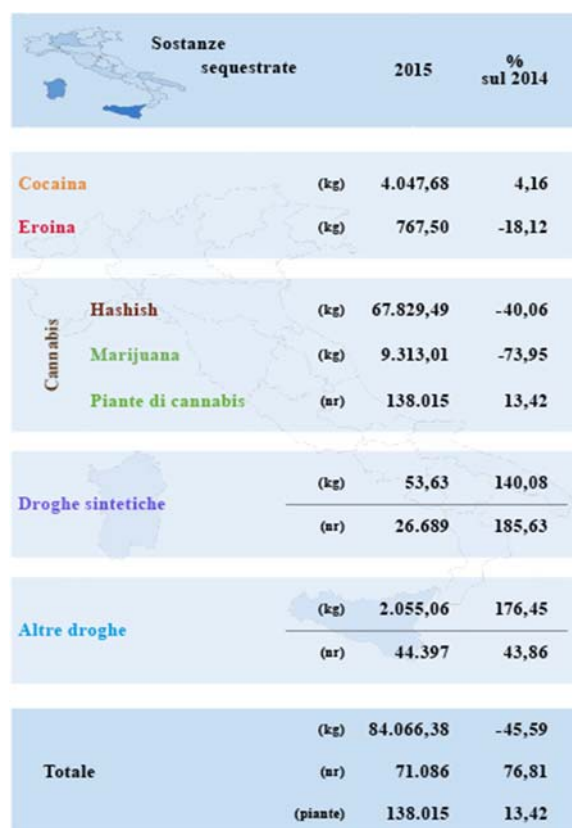 Sostanze
sequestrate 2015 % sul 2014
Cocaina (kg) 4.047,68 4,16
Eroina (kg) 767,50 -18,12
Cannabis
Hashish (kg) 67.829,49 -40,06
Marijuana (kg) 9.313,01 -73,95
Piante di cannabis (nr) 138.015 13,42
Droghe sintetiche
(kg) 53,63 140,08
(nr) 26.689 185,63
Altre droghe
(kg) 2.055,06 176,45
(nr) 44.397 43,86
Totale
(kg) 84.066,38 -45,59
(nr) 71.086 76,81
(piante) 138.015 13,42